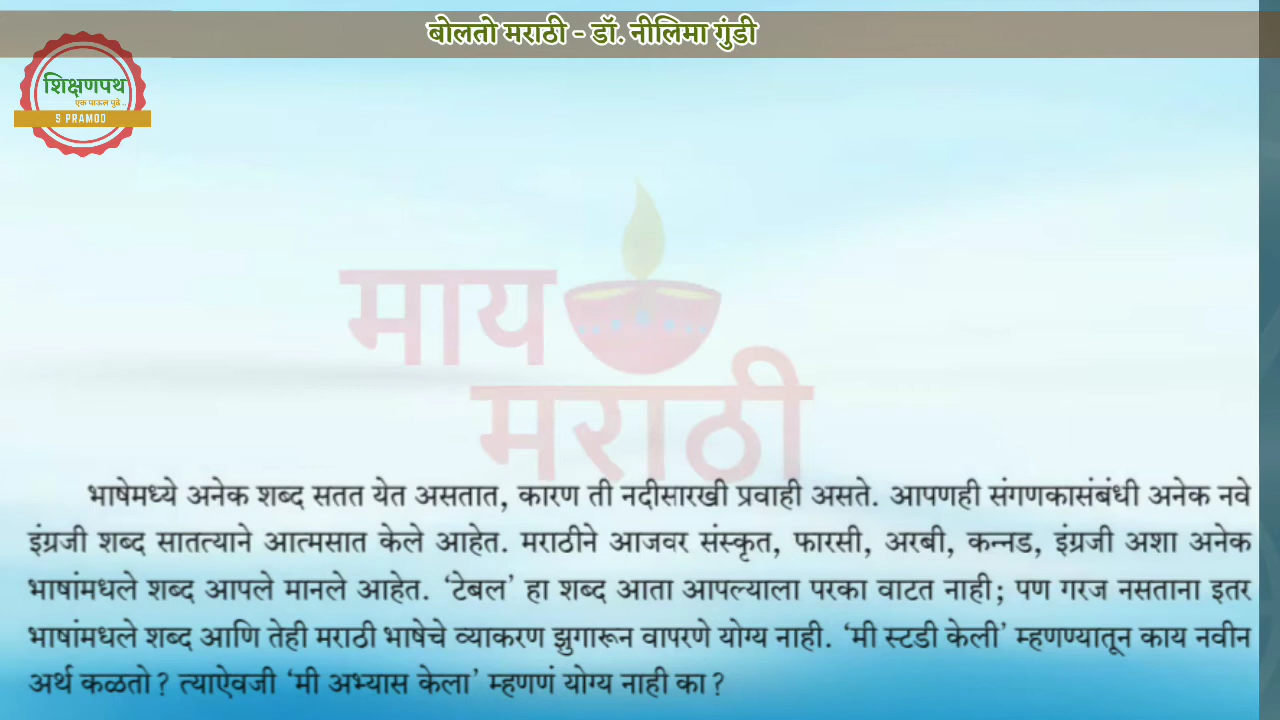 बोलतो मराठी - डॉ. नीलिमा गुंडी
शिक्षणपथ
एक पाऊल पुढे ..
S PRAMOD
माय
मराठी
भाषेमध्ये अनेक शब्द सतत येत असतात, कारण ती नदीसारखी प्रवाही असते. आपणही संगणकासंबंधी अनेक नवे
इंग्रजी शब्द सातत्याने आत्मसात केले आहेत. मराठीने आजवर संस्कृत, फारसी, अरबी, कन्नड, इंग्रजी अशा अनेक
भाषांमधले शब्द आपले मानले आहेत. ‘टेबल’ हा शब्द आता आपल्याला परका वाटत नाही; पण गरज नसताना इतर
भाषांमधले शब्द आणि तेही मराठी भाषेचे व्याकरण झुगारून वापरणे योग्य नाही. ‘मी स्टडी केली’ म्हणण्यातून काय नवीन
अर्थ कळतो? त्याऐवजी ‘मी अभ्यास केला’ म्हणणं योग्य नाही का?